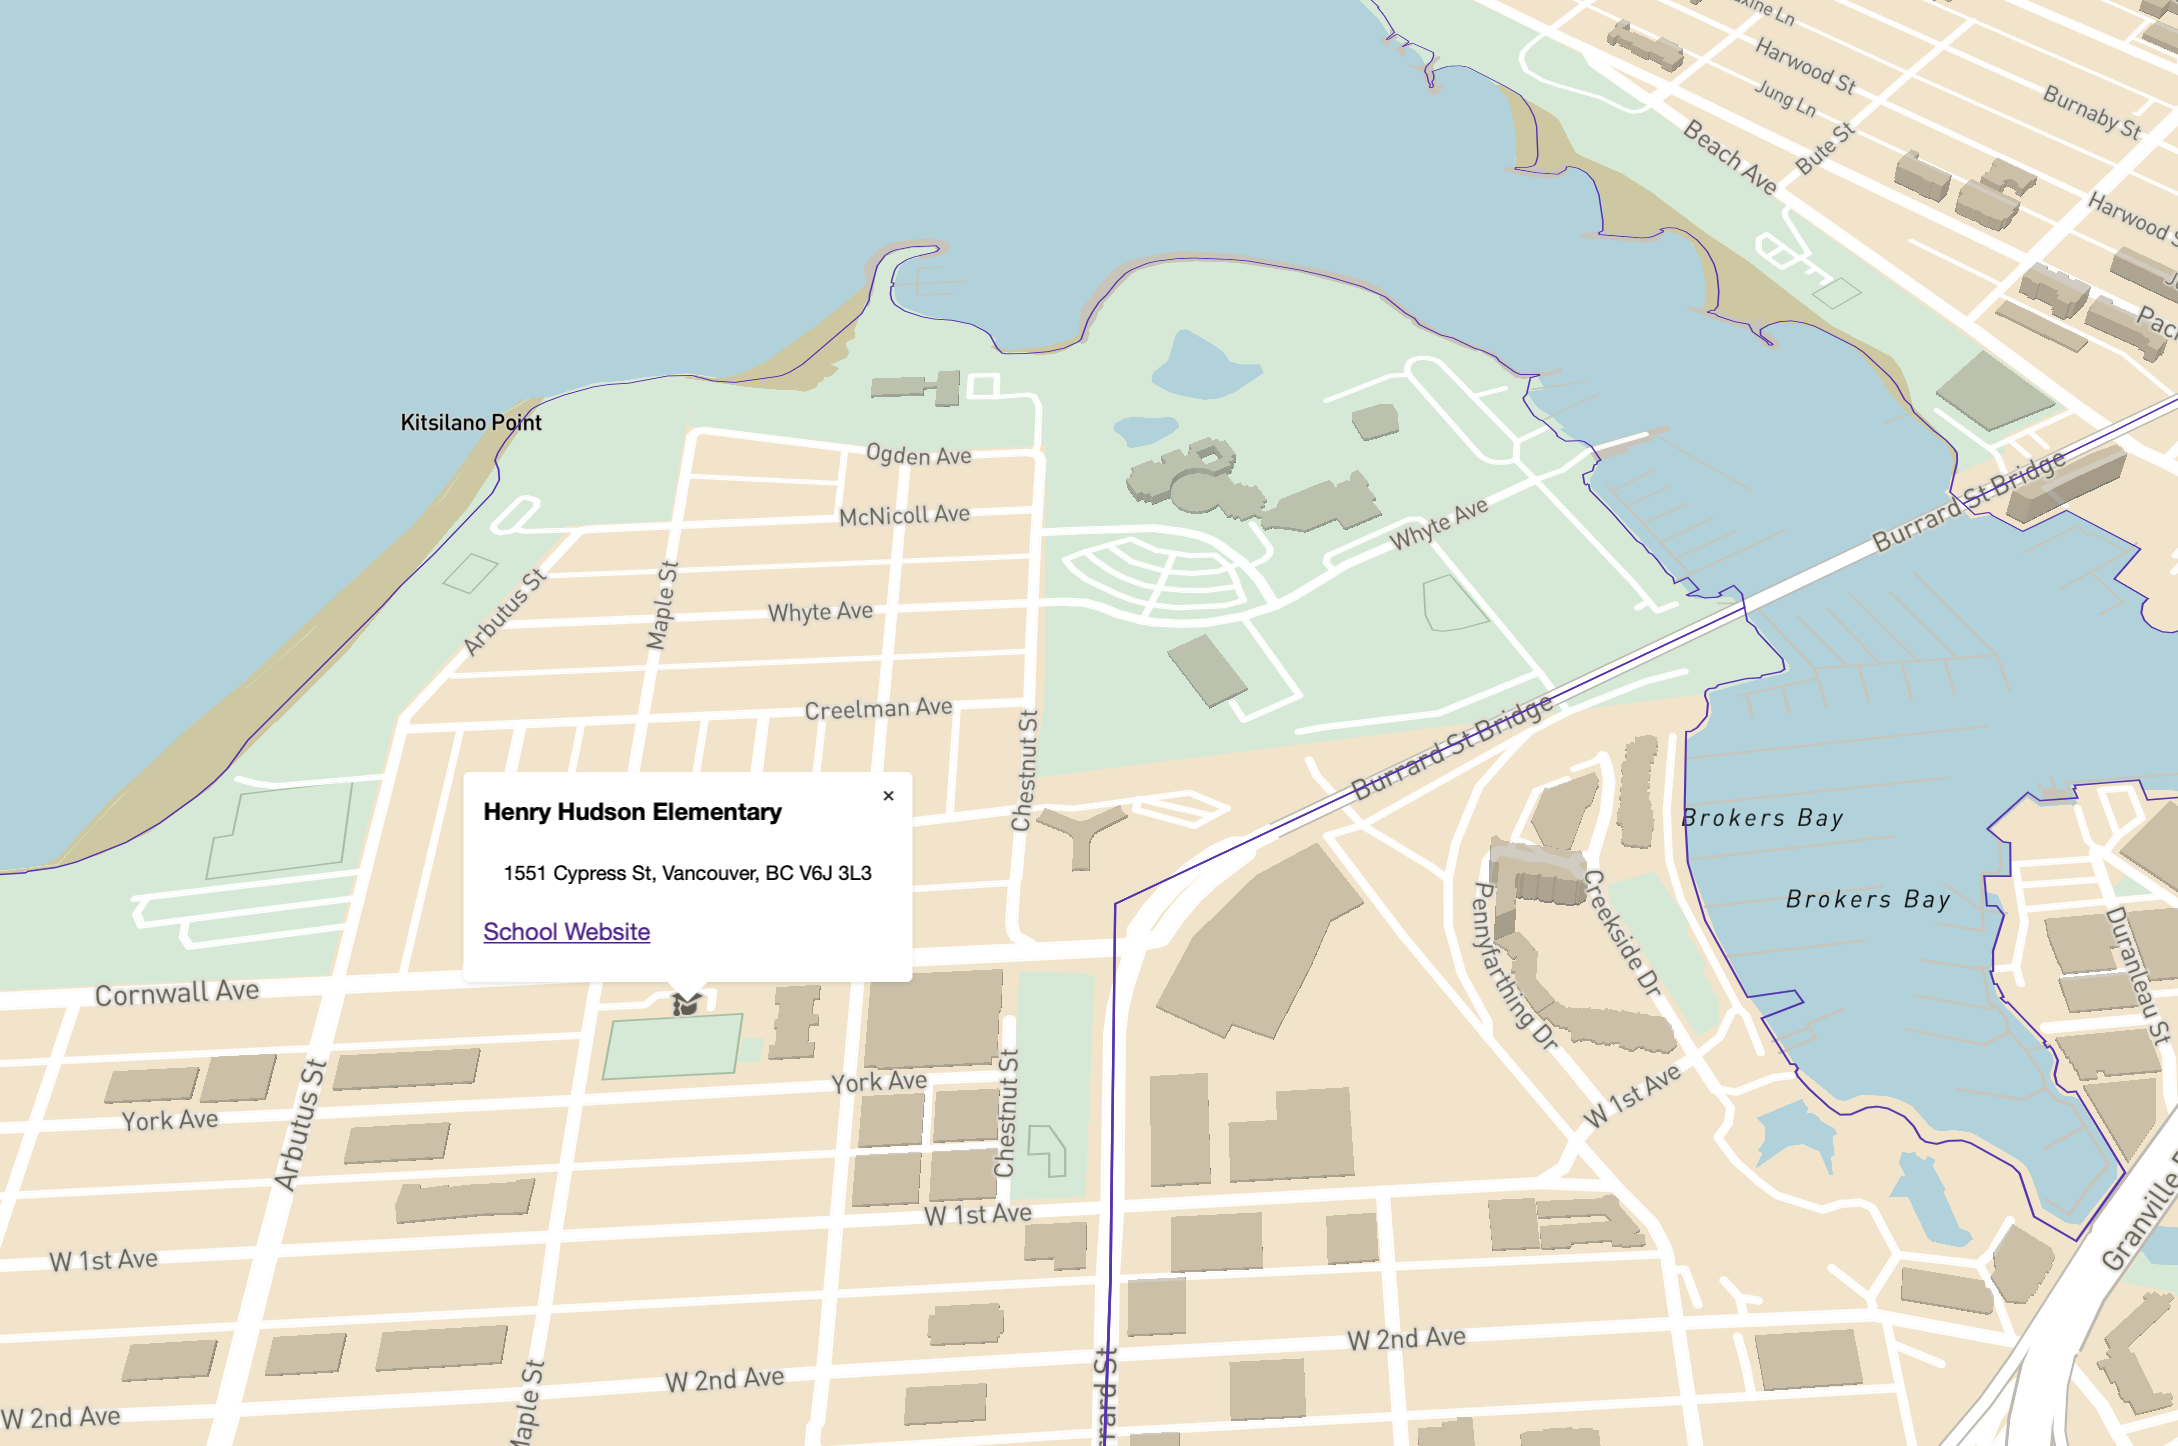 Harwood St
Jung Ln
Burnaby St
Beach Ave
Bute St
Harwood
Kitsilano Point
Ogden Ave
McNicoll Ave
Whyte Ave
Burrard St Bridge
Arbutus St
Maple St
Whyte Ave
Creelman Ave
Chestnut St
Burrard St Bridge
Henry Hudson Elementary
×
1551 Cypress St, Vancouver, BC V6J 3L3
School Website
Brokers Bay
Brokers Bay
Pennyfarthing Dr
Creekside Dr
Duranleau St
Cornwall Ave
York Ave
York Ave
Arbutus St
Chestnut St
W 1st Ave
W 1st Ave
W 1st Ave
Granville
W 2nd Ave
W 2nd Ave
W 2nd Ave
Maple St
rard St